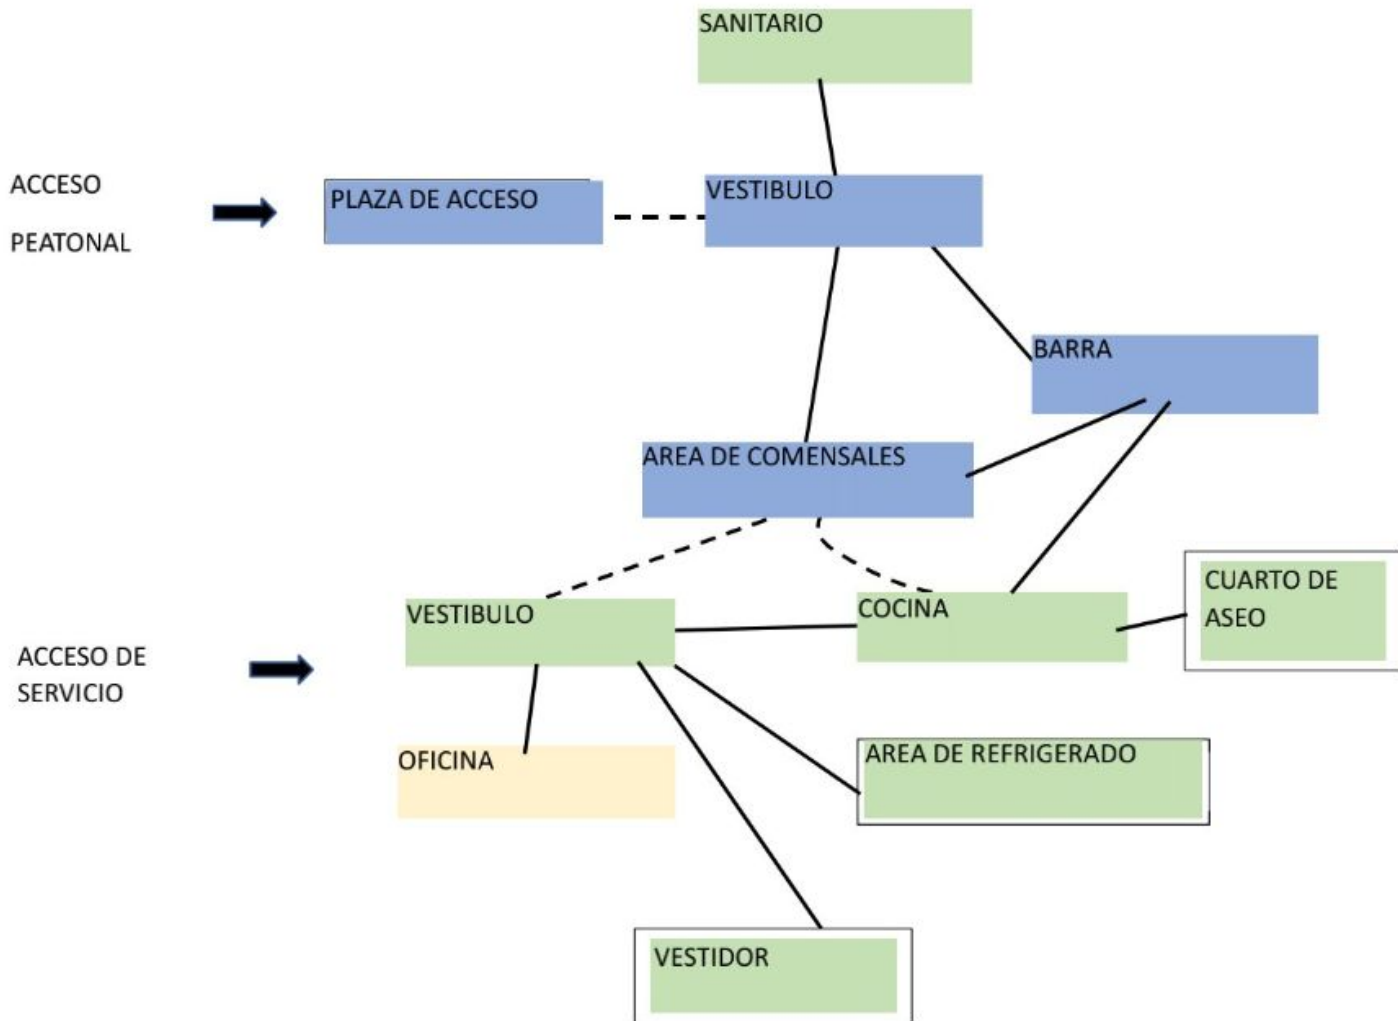 SANITARIO
ACCESO
PEATONAL
PLAZA DE ACCESO
VESTIBULO
BARRA
AREA DE COMENSALES
VESTIBULO
COCINA
CUARTO DE
ASEO
ACCESO DE
SERVICIO
OFICINA
AREA DE REFRIGERADO
VESTIDOR